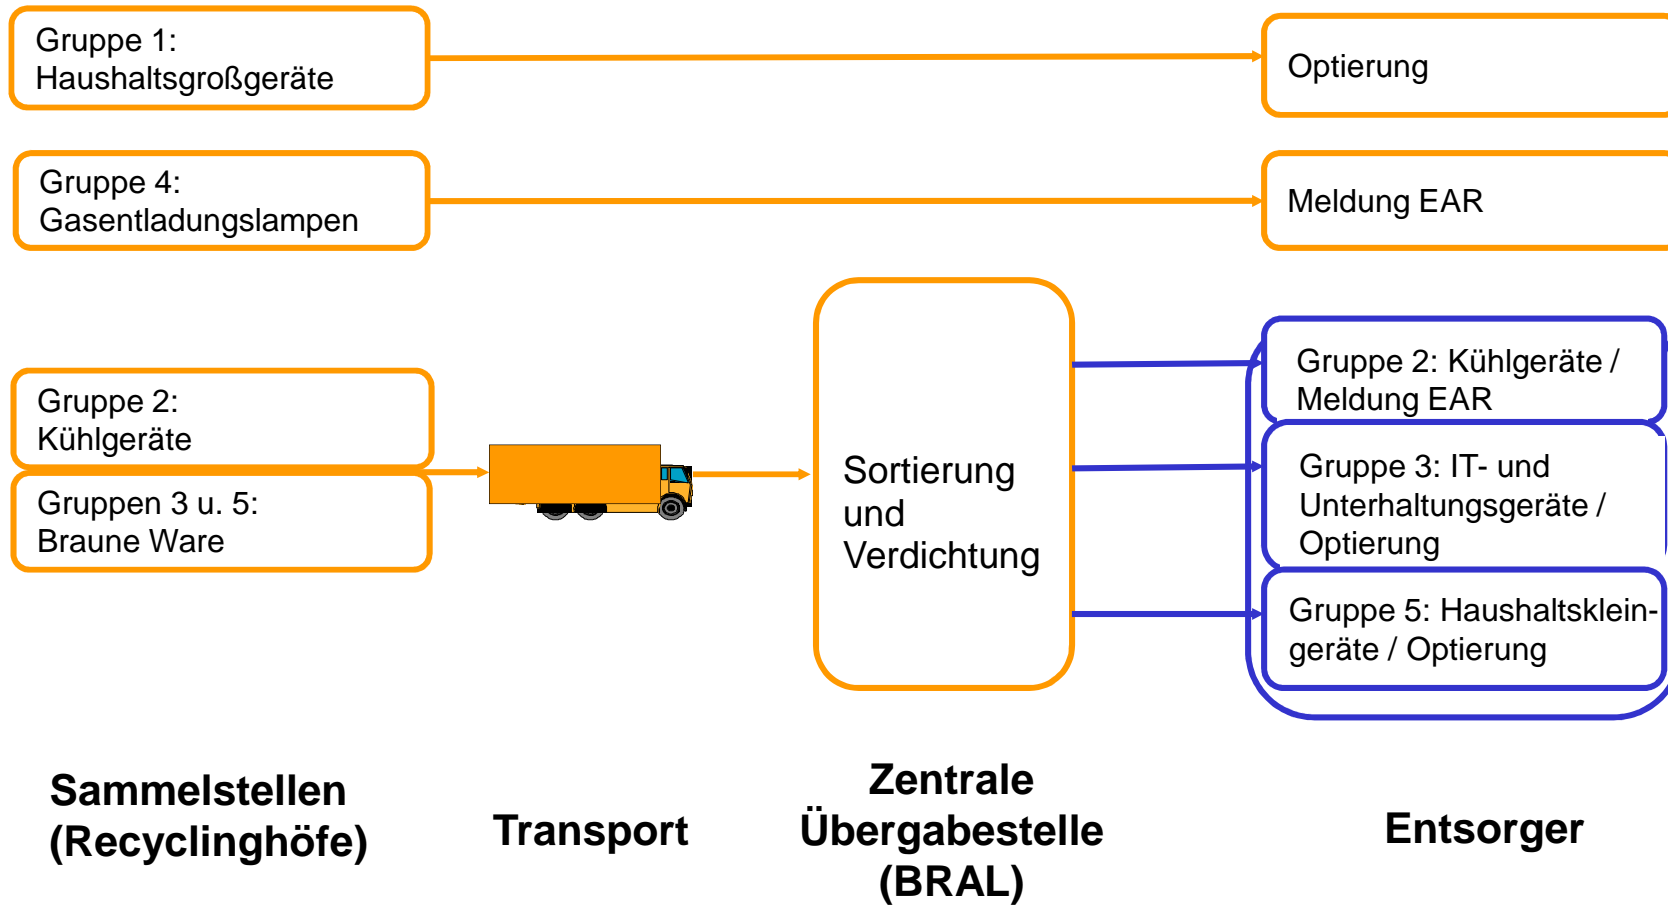 Gruppe 1:
Haushaltsgroßgeräte
Optierung
Gruppe 4:
Gasentladungslampen
Meldung EAR
Gruppe 2:
Kühlgeräte
Gruppen 3 u. 5:
Braune Ware
Sortierung
und
Verdichtung
Gruppe 2: Kühlgeräte /
Meldung EAR
Gruppe 3: IT- und
Unterhaltungsgeräte /
Optierung
Gruppe 5: Haushaltsklein-
geräte / Optierung
Sammelstellen
(Recyclinghöfe)
Transport
Zentrale
Übergabestelle
(BRAL)
Entsorger